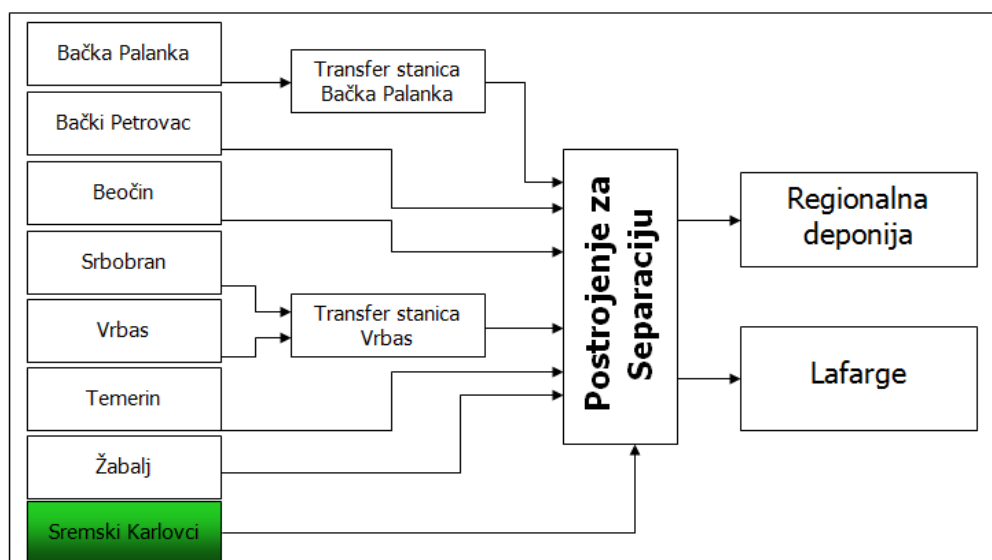 Bačka Palanka
Transfer stanica
Bačka Palanka
Bački Petrovac
Beočin
Srbobran
Vrbas
Transfer stanica
Vrbas
Temerin
Žabalj
Sremski Karlovci
Postrojenje za
Separaciju
Regionalna
deponija
Lafarge